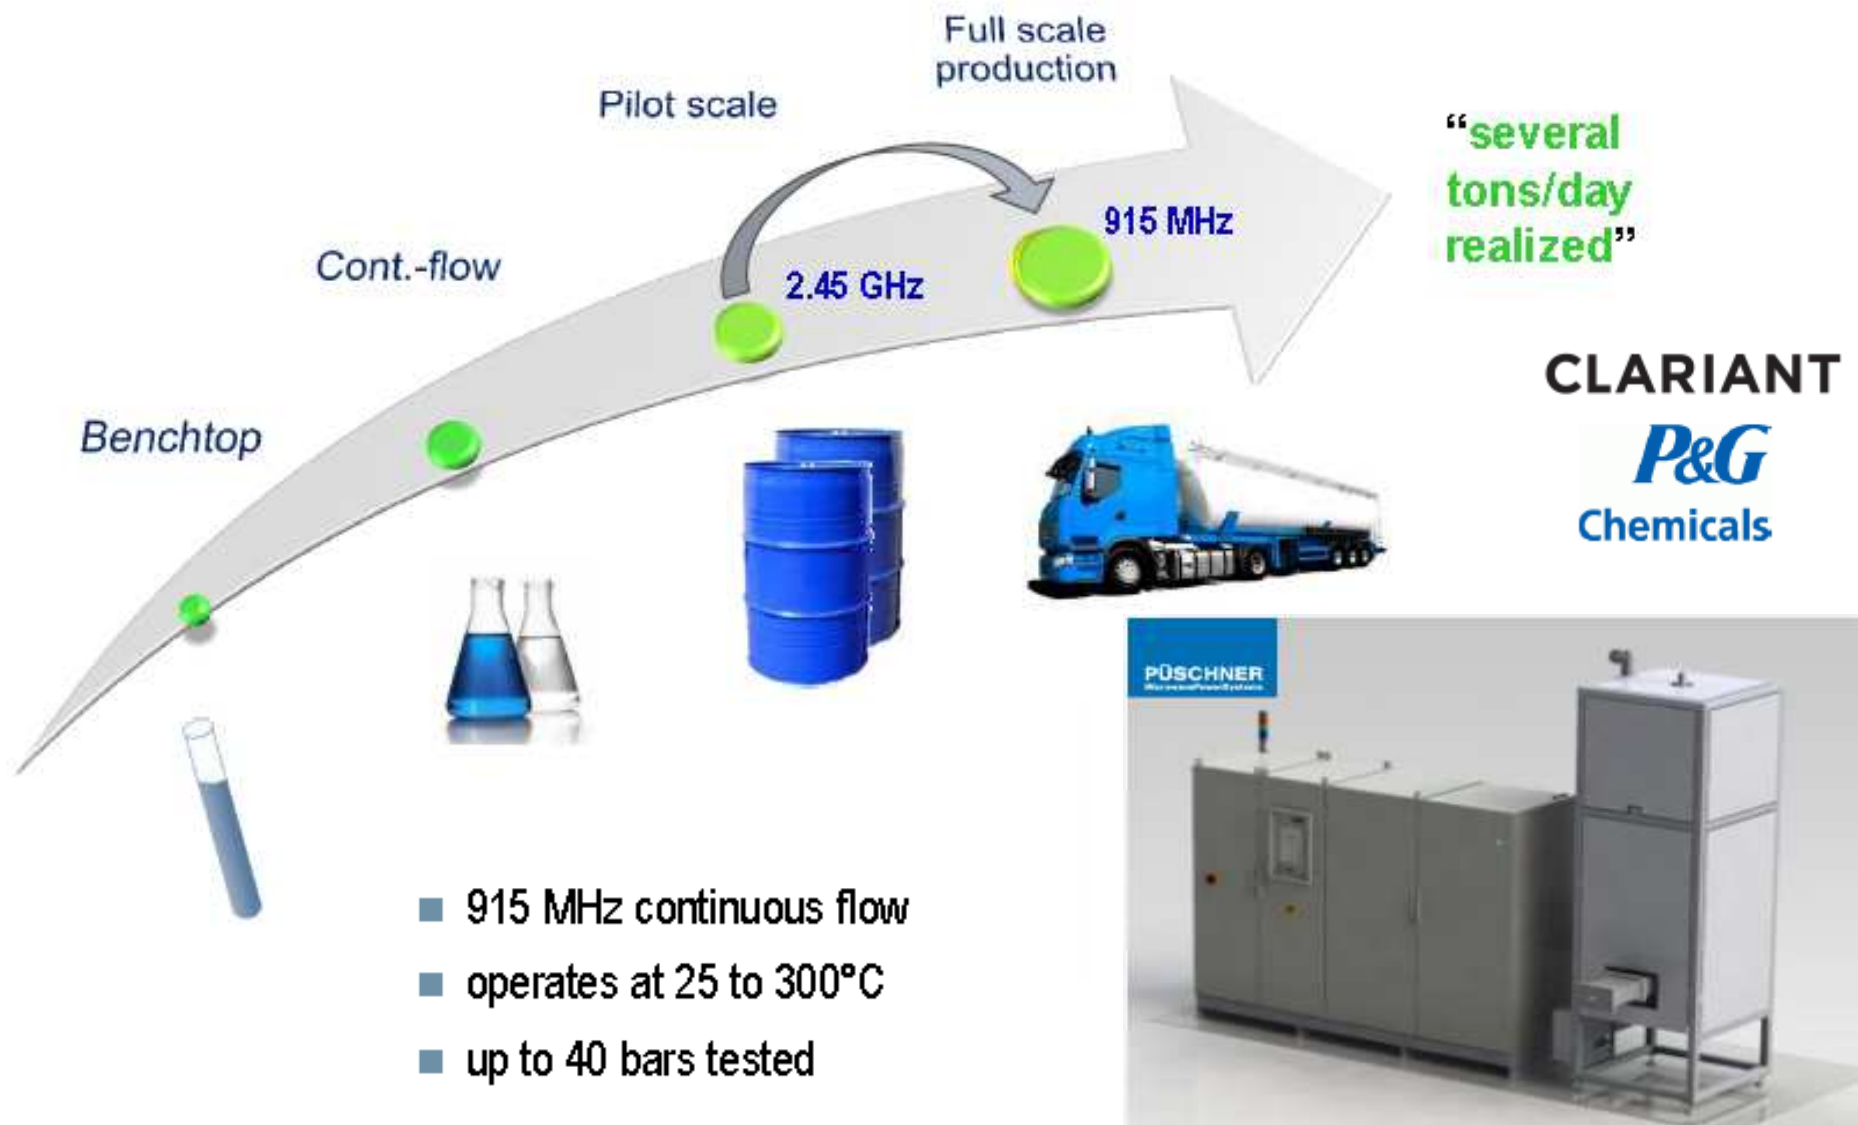 Full scale
production
Pilot scale
“several
tons/day
realized”
915 MHz
Cont.-flow
2.45 GHz
CLARIANT
Benchtop
P&G
Chemicals
PÜSCHNER
MicrowavePowerSystems
915 MHz continuous flow
operates at 25 to 300°C
up to 40 bars tested